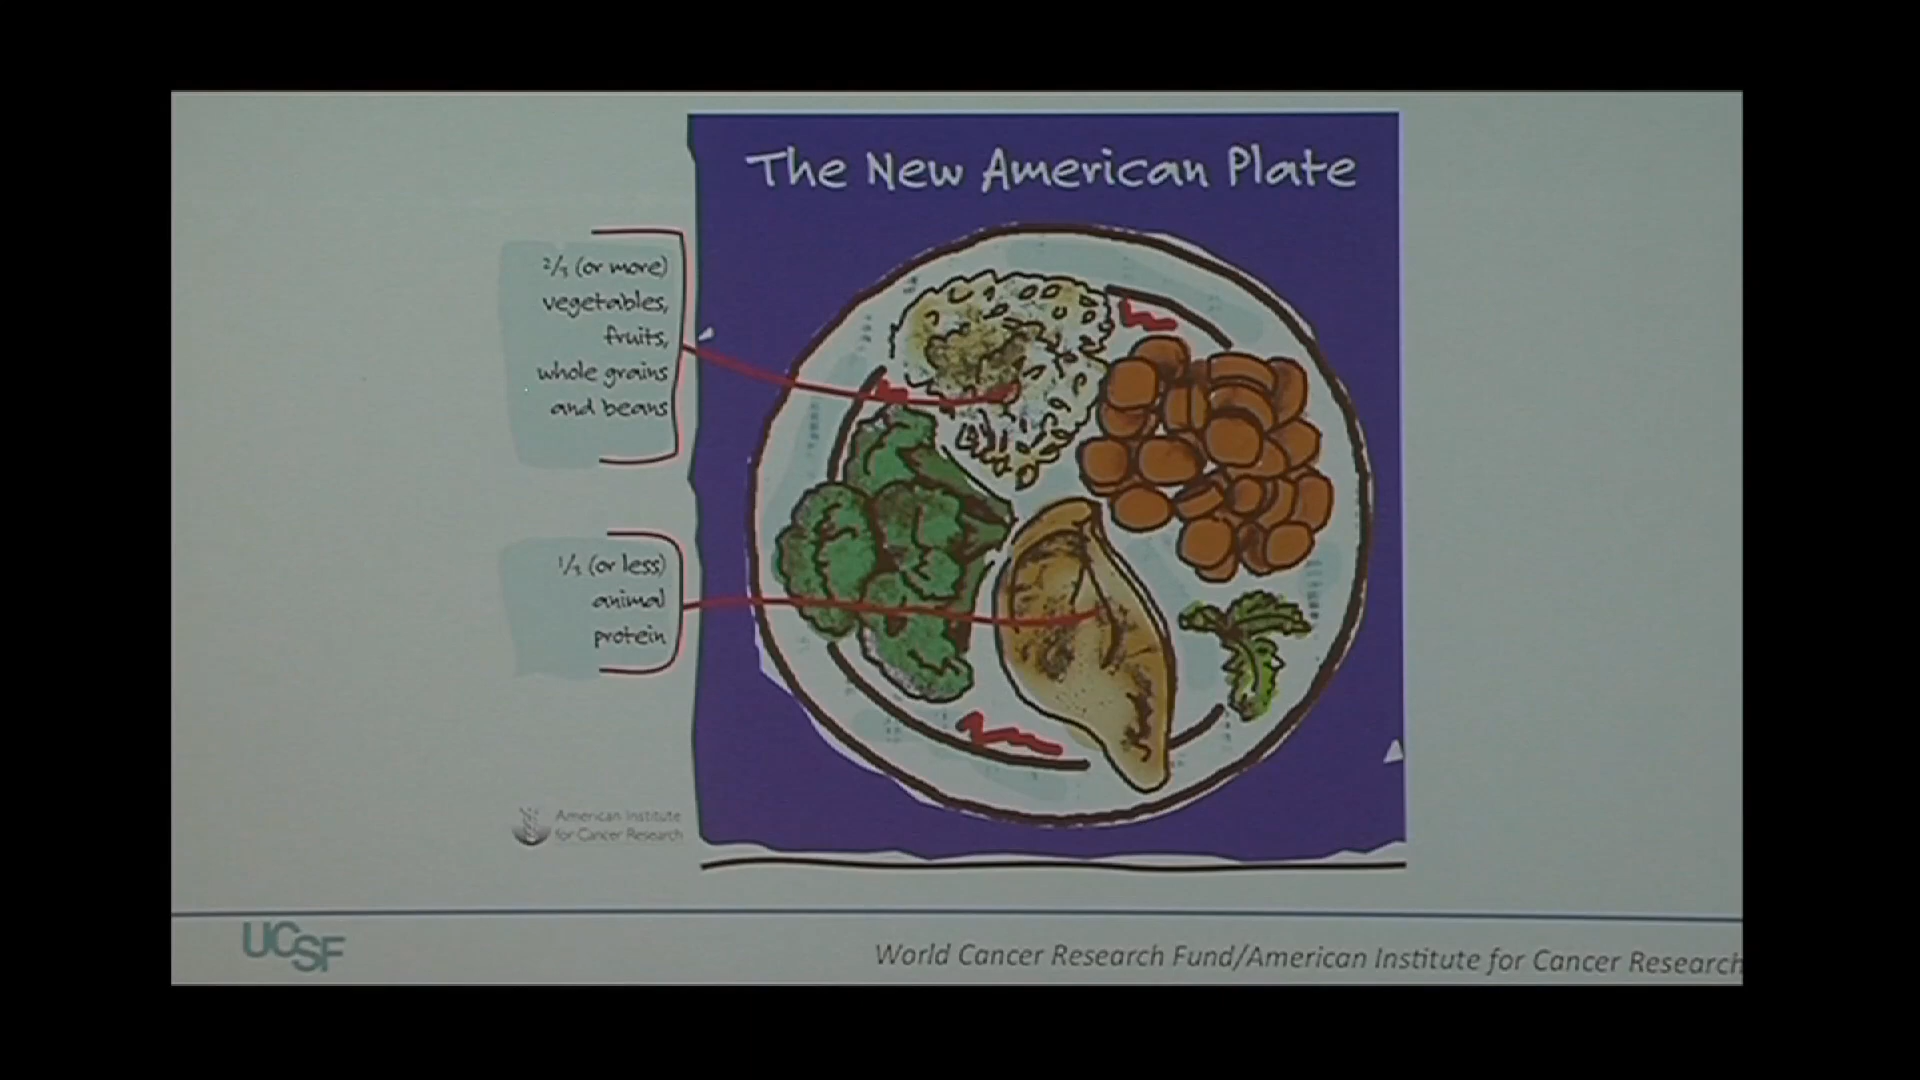 The New American Plate
2/3 (or more)
vegetables,
fruits,
whole grains
and beans
1/3 (or less)
animal
protein
American Institute
for Cancer Research
UCSF
World Cancer Research Fund/American Institute for Cancer Research